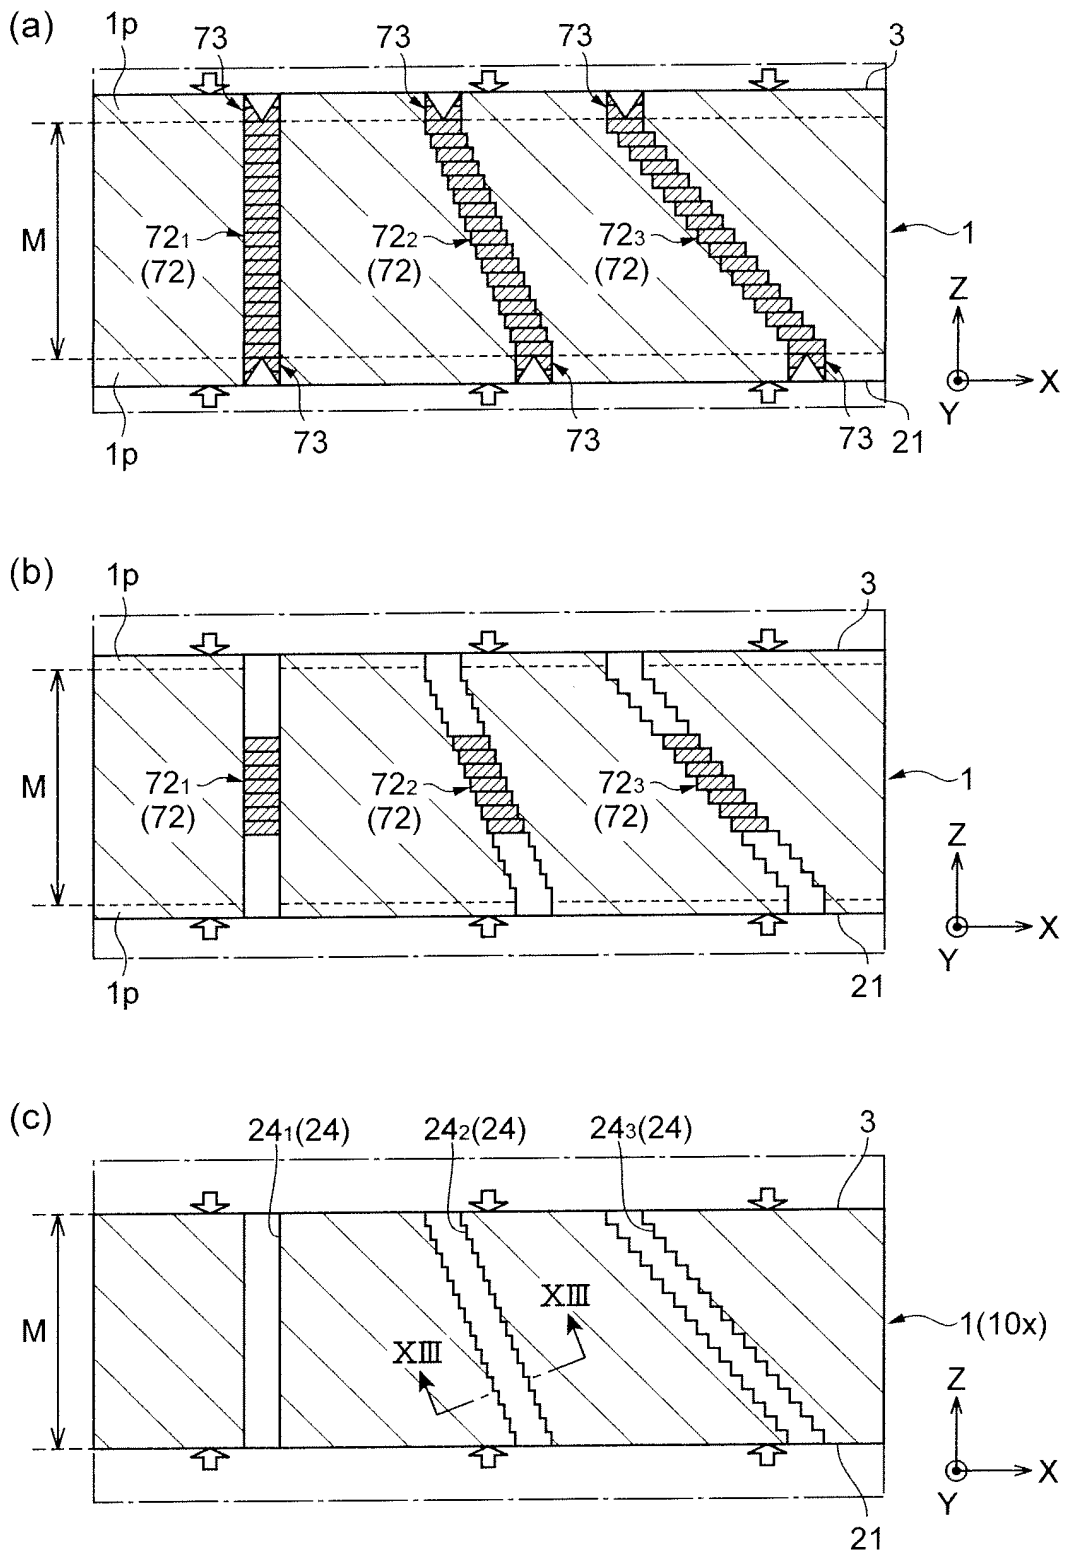 (a)
1p 73 73 73 3
M
72₁ 72₂ 72₃
(72) (72) (72)
1
Z
X
Y
1p 73 73 73 21
(b)
1p 3
M
72₁ 72₂ 72₃
(72) (72) (72)
1
Z
X
Y
1p 21
(c)
24₁(24) 24₂(24) 24₃(24) 3
M
XIII
XIII
1(10x)
Z
X
Y
21